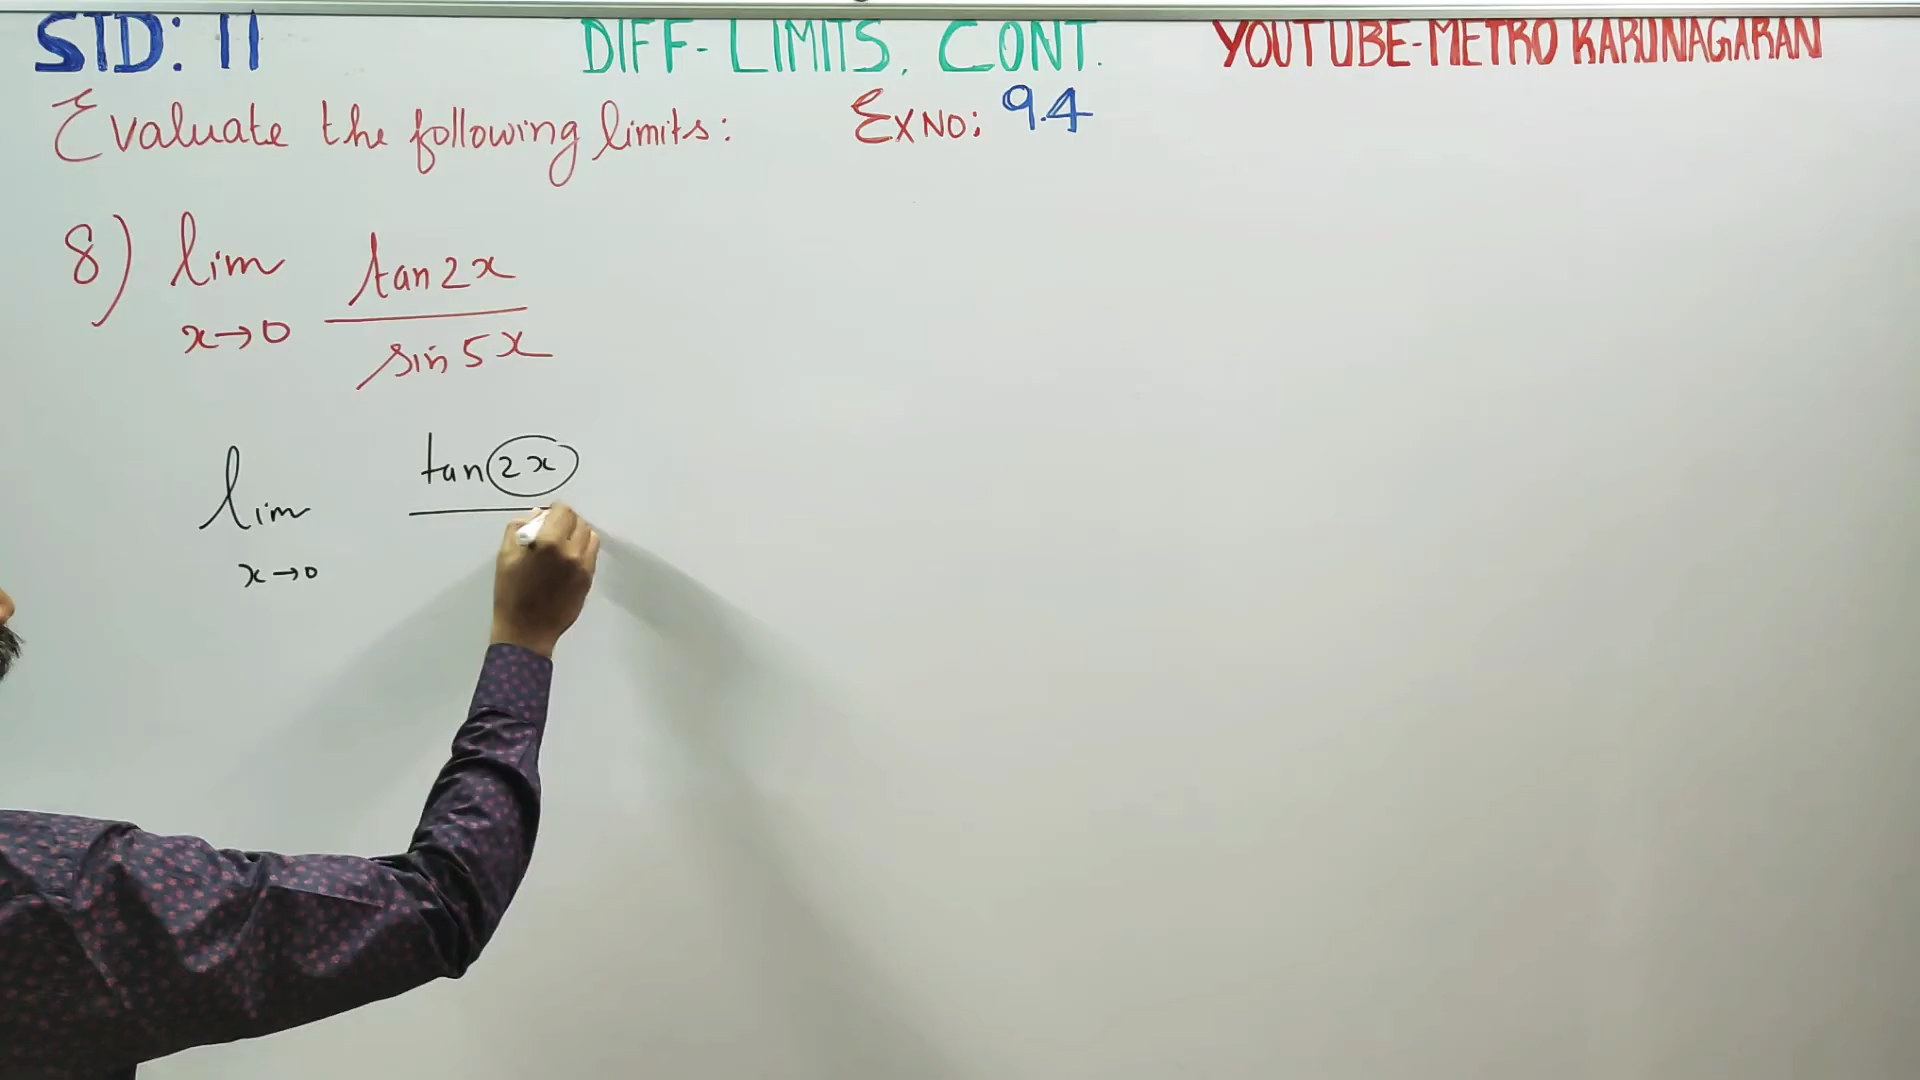 STD: 11 DIFF- LIMITS, CONT. YOUTUBE-METRO KARUNAGARAN
Evaluate the following limits: EX NO: 9.4
8) lim tan 2x
x→0 sin 5x
lim tan 2x
x→0